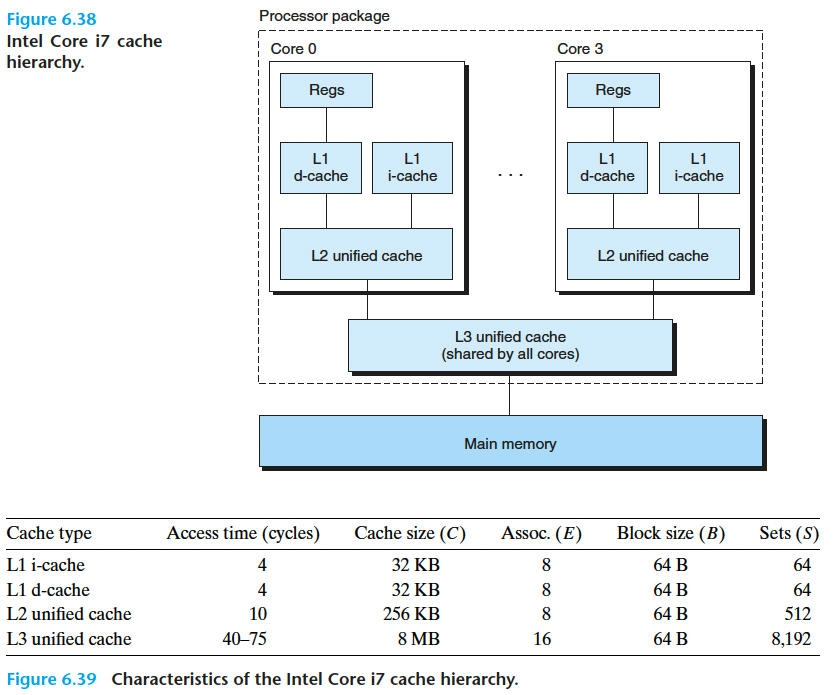 Figure 6.38
Intel Core i7 cache
hierarchy.
Processor package
Core 0
Core 3
Regs
Regs
L1
d-cache
L1
i-cache
. . .
L1
d-cache
L1
i-cache
L2 unified cache
L2 unified cache
L3 unified cache
(shared by all cores)
Main memory
Cache type Access time (cycles) Cache size (C) Assoc. (E) Block size (B) Sets (S)
L1 i-cache 4 32 KB 8 64 B 64
L1 d-cache 4 32 KB 8 64 B 64
L2 unified cache 10 256 KB 8 64 B 512
L3 unified cache 40–75 8 MB 16 64 B 8,192
Figure 6.39 Characteristics of the Intel Core i7 cache hierarchy.